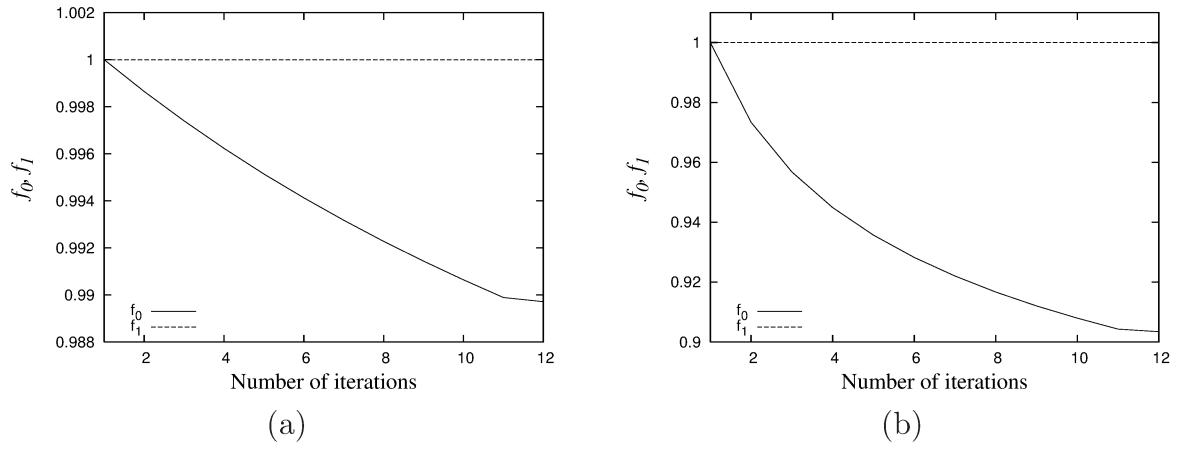 1.002
1
0.998
0.996
0.994
0.992
0.99
0.988
f0, f1
f0
f1
2 4 6 8 10 12
Number of iterations
(a)
1
0.98
0.96
0.94
0.92
0.9
f0, f1
f0
f1
2 4 6 8 10 12
Number of iterations
(b)